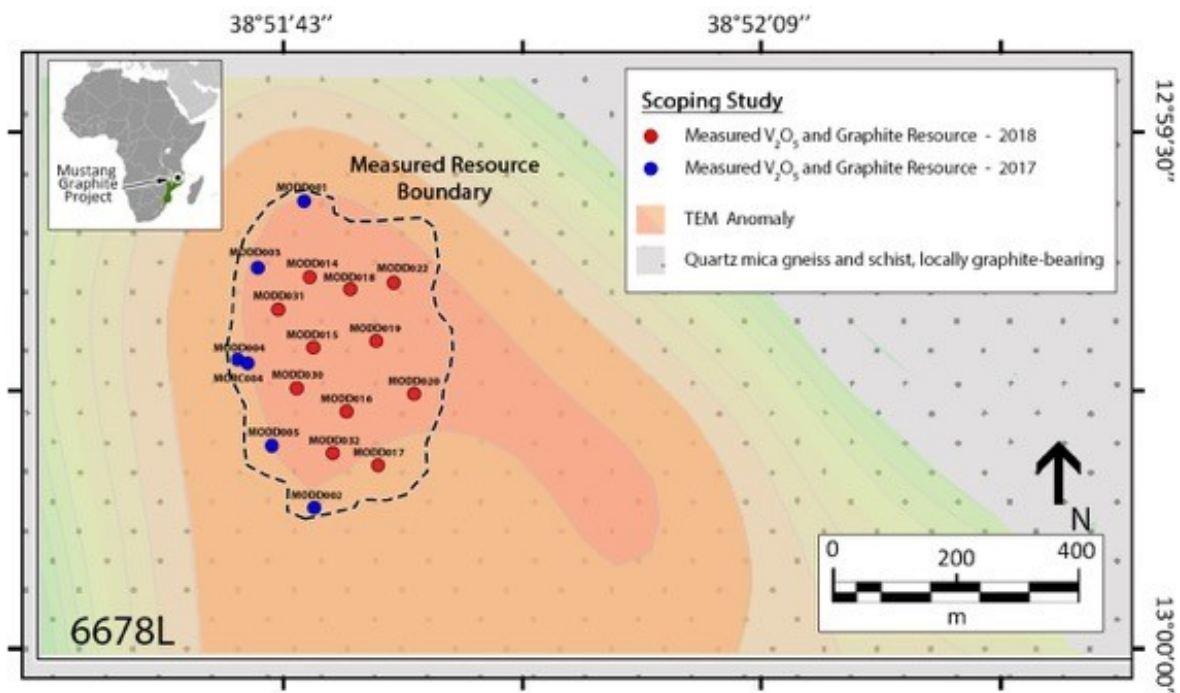 38°51'43''
38°52'09''
12°59'30''
13°00'00''
Mustang
Graphite
Project
Measured Resource
Boundary
Scoping Study
Measured V₂O₅ and Graphite Resource - 2018
Measured V₂O₅ and Graphite Resource - 2017
TEM Anomaly
Quartz mica gneiss and schist, locally graphite-bearing
MODD001
MODD014
MODD018
MODD022
MODD031
MODD015
MODD019
MODD004
MODD030
MODD020
MODD016
MODD005
MODD032
MODD017
MODD002
N
0
200
400
m
6678L